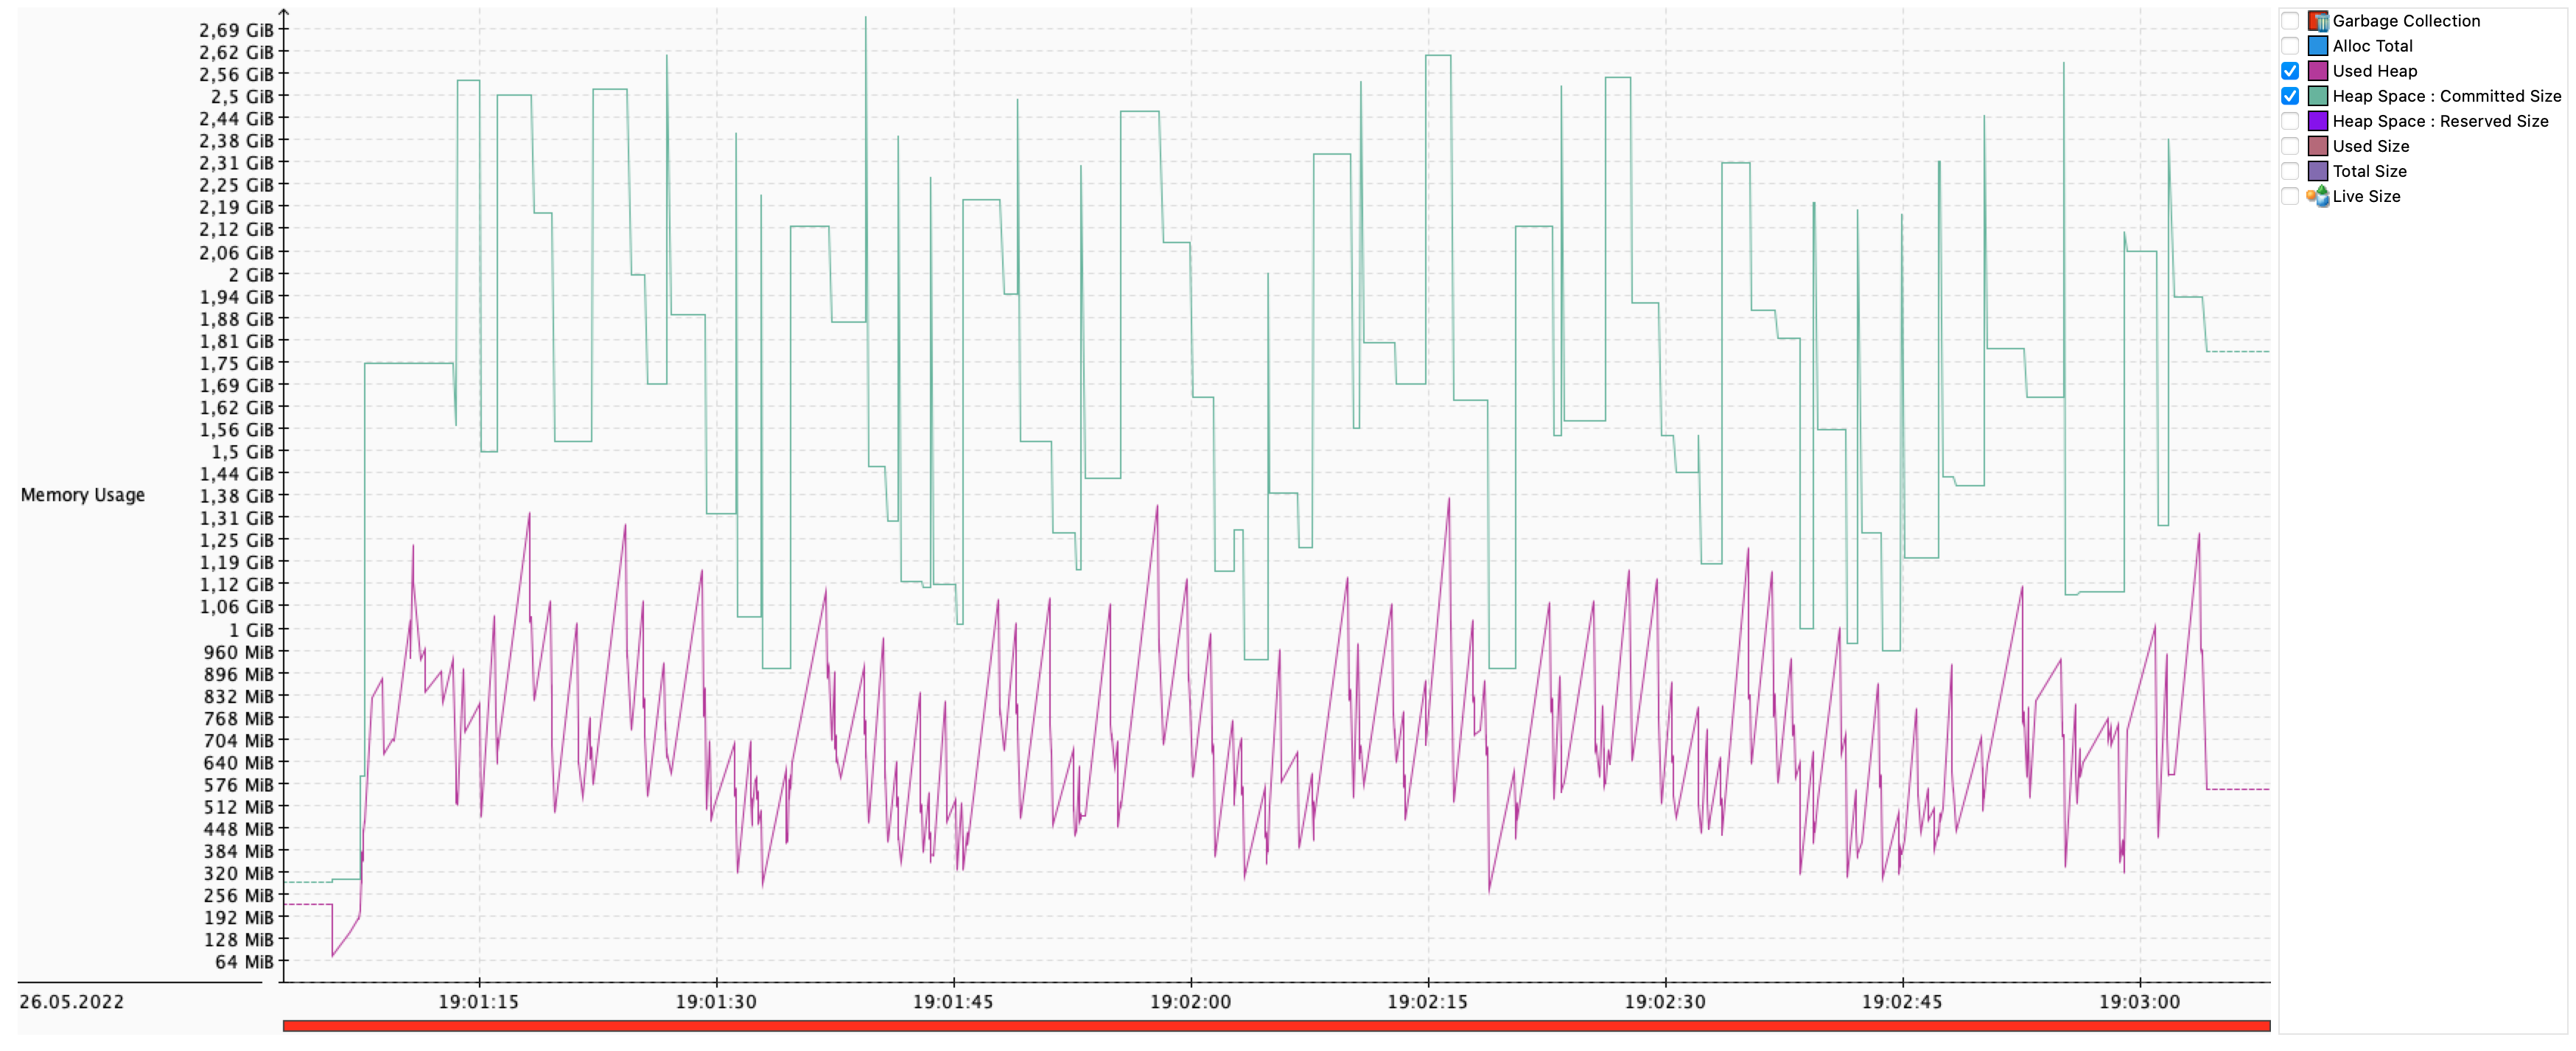 2,69 GiB
2,62 GiB
2,56 GiB
2,5 GiB
2,44 GiB
2,38 GiB
2,31 GiB
2,25 GiB
2,19 GiB
2,12 GiB
2,06 GiB
2 GiB
1,94 GiB
1,88 GiB
1,81 GiB
1,75 GiB
1,69 GiB
1,62 GiB
1,56 GiB
1,5 GiB
1,44 GiB
1,38 GiB
1,31 GiB
1,25 GiB
1,19 GiB
1,12 GiB
1,06 GiB
1 GiB
960 MiB
896 MiB
832 MiB
768 MiB
704 MiB
640 MiB
576 MiB
512 MiB
448 MiB
384 MiB
320 MiB
256 MiB
192 MiB
128 MiB
64 MiB
Memory Usage
26.05.2022
19:01:15 19:01:30 19:01:45 19:02:00 19:02:15 19:02:30 19:02:45 19:03:00
Garbage Collection
Alloc Total
Used Heap
Heap Space : Committed Size
Heap Space : Reserved Size
Used Size
Total Size
Live Size